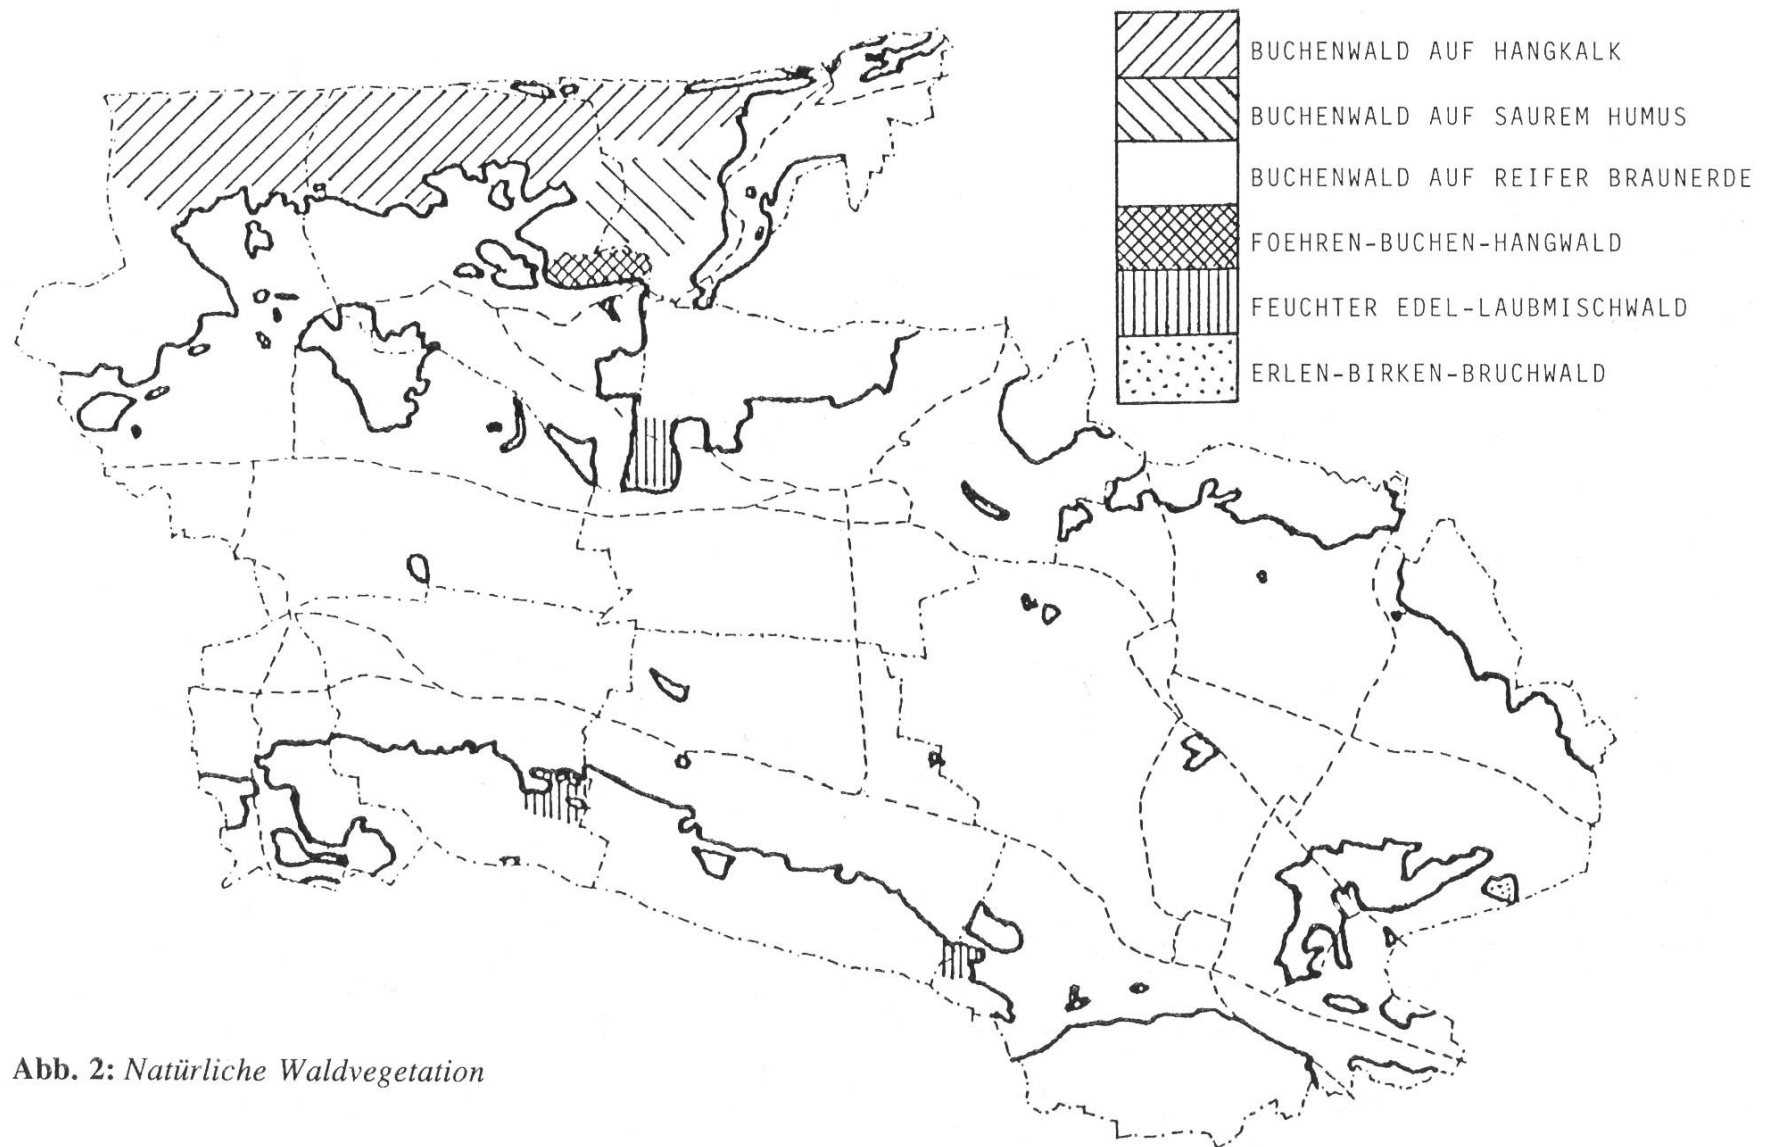 BUCHENWALD AUF HANGKALK
BUCHENWALD AUF SAUREM HUMUS
BUCHENWALD AUF REIFER BRAUNERDE
FOEHREN-BUCHEN-HANGWALD
FEUCHTER EDEL-LAUBMISCHWALD
ERLEN-BIRKEN-BRUCHWALD
Abb. 2: Natürliche Waldvegetation